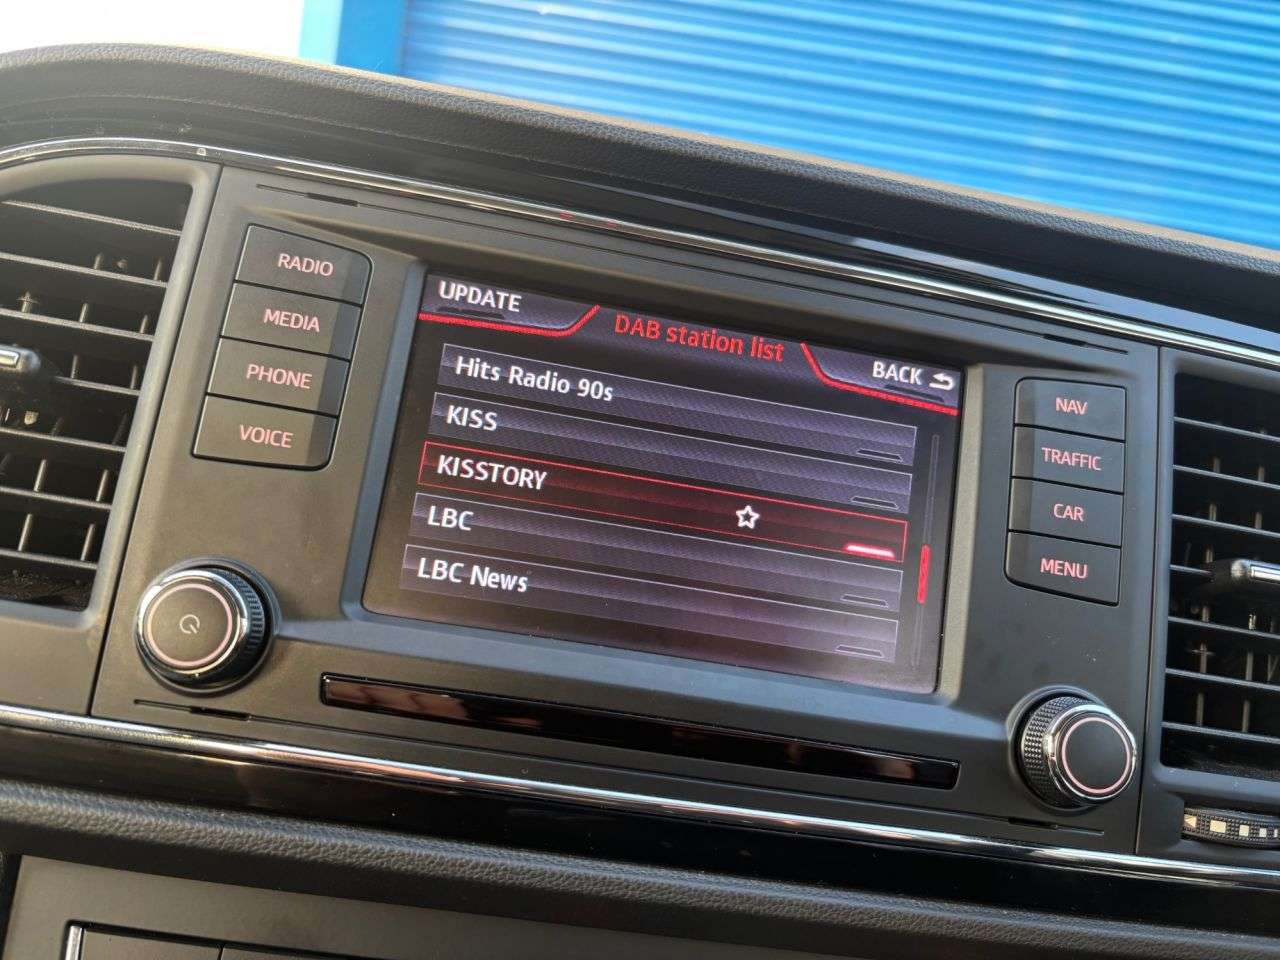 RADIO
MEDIA
PHONE
VOICE
UPDATE
DAB station list
BACK
Hits Radio 90s
KISS
KISSTORY
LBC
LBC News
NAV
TRAFFIC
CAR
MENU